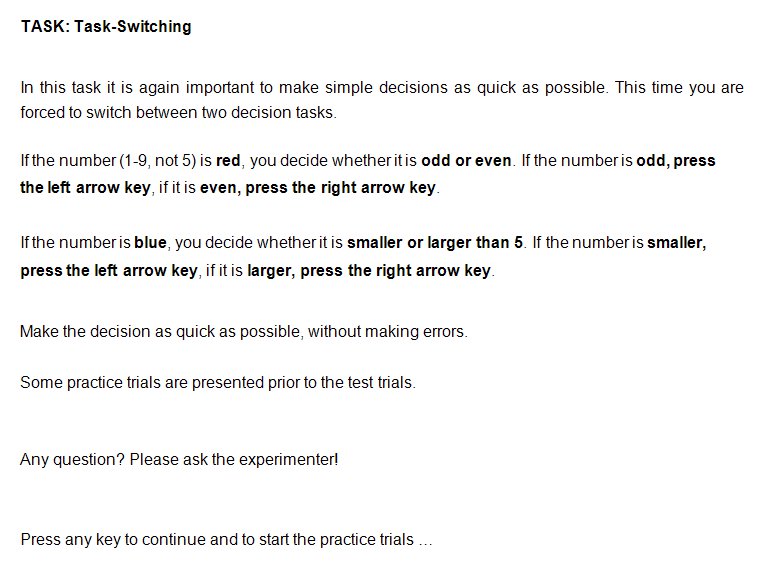 TASK: Task-Switching
In this task it is again important to make simple decisions as quick as possible. This time you are
forced to switch between two decision tasks.
If the number (1-9, not 5) is red, you decide whether it is odd or even. If the number is odd, press
the left arrow key, if it is even, press the right arrow key.
If the number is blue, you decide whether it is smaller or larger than 5. If the number is smaller,
press the left arrow key, if it is larger, press the right arrow key.
Make the decision as quick as possible, without making errors.
Some practice trials are presented prior to the test trials.
Any question? Please ask the experimenter!
Press any key to continue and to start the practice trials …